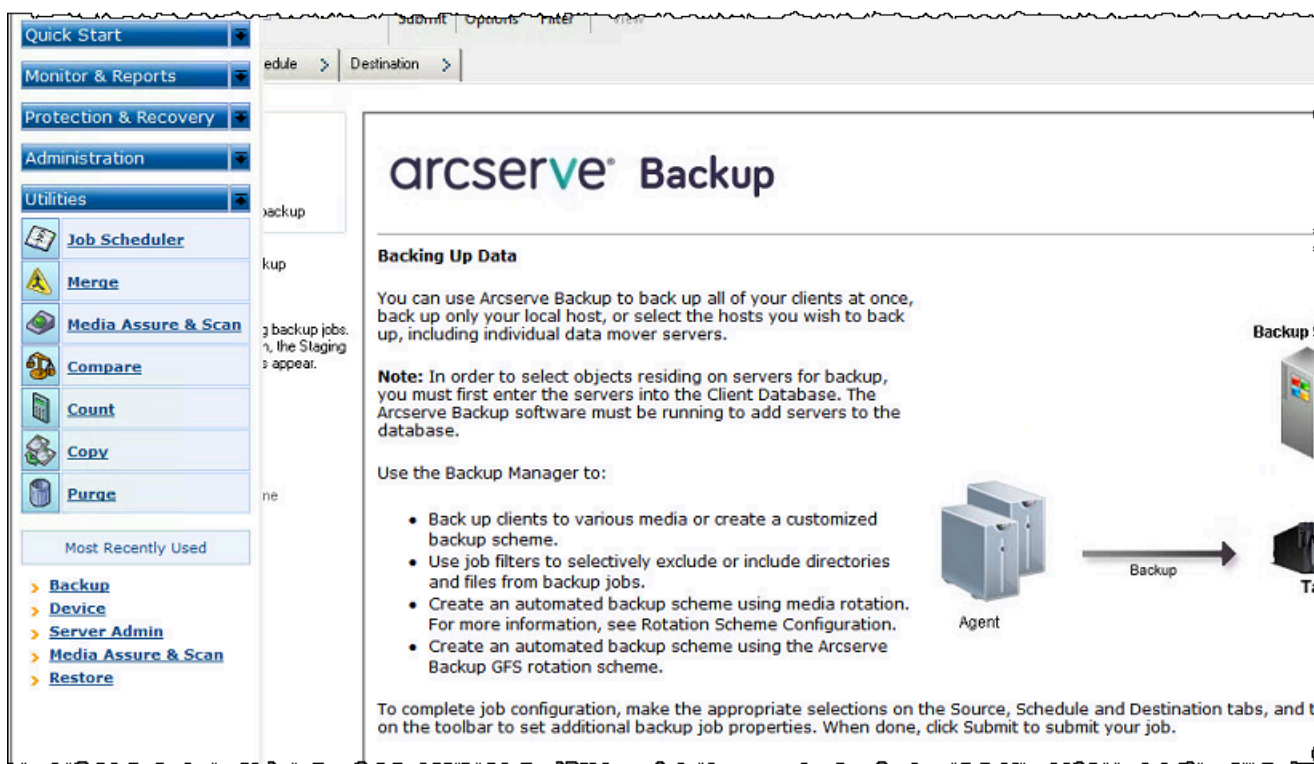 Submit Options Filter View
Quick Start
edule > Destination >
Monitor & Reports
Protection & Recovery
Administration
Utilities
backup
Job Scheduler
kup
Merge
Media Assure & Scan
g backup jobs.
n, the Staging
s appear.
Compare
Count
Copy
Purge
ne
Most Recently Used
> Backup
> Device
> Server Admin
> Media Assure & Scan
> Restore
arcserve® Backup
Backing Up Data
You can use Arcserve Backup to back up all of your clients at once,
back up only your local host, or select the hosts you wish to back
up, including individual data mover servers.
Note: In order to select objects residing on servers for backup,
you must first enter the servers into the Client Database. The
Arcserve Backup software must be running to add servers to the
database.
Use the Backup Manager to:
• Back up clients to various media or create a customized
backup scheme.
• Use job filters to selectively exclude or include directories
and files from backup jobs.
• Create an automated backup scheme using media rotation.
For more information, see Rotation Scheme Configuration.
• Create an automated backup scheme using the Arcserve
Backup GFS rotation scheme.
Backup
Agent
Backup
Ta
To complete job configuration, make the appropriate selections on the Source, Schedule and Destination tabs, and t
on the toolbar to set additional backup job properties. When done, click Submit to submit your job.